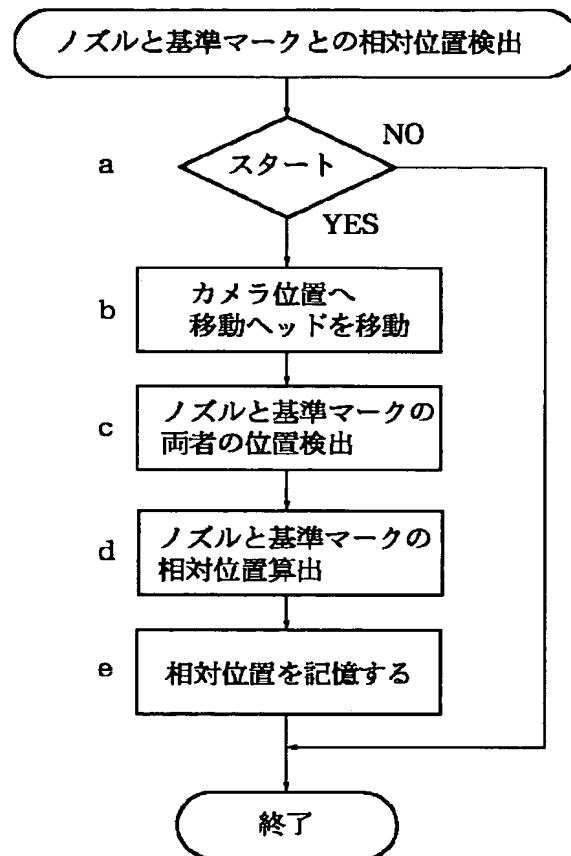 ノズルと基準マークとの相対位置検出
NO
a
スタート
YES
b
カメラ位置へ
移動ヘッドを移動
c
ノズルと基準マークの
両者の位置検出
d
ノズルと基準マークの
相対位置算出
e
相対位置を記憶する
終了